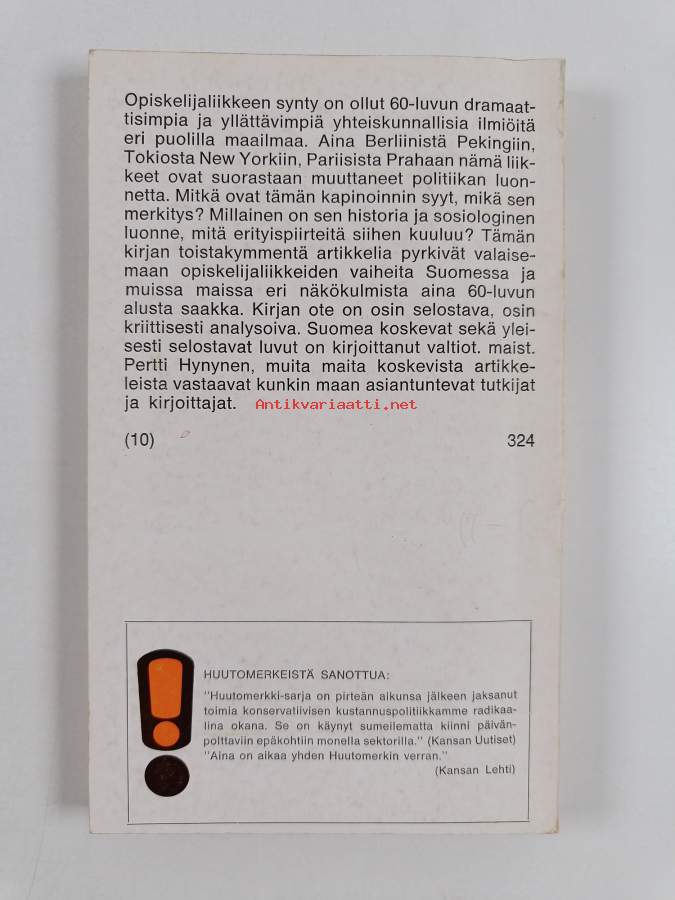 Opiskelijaliikkeen synty on ollut 60-luvun dramaat-
tisimpia ja yllättävimpiä yhteiskunnallisia ilmiöitä
eri puolilla maailmaa. Aina Berliinistä Pekingiin,
Tokiosta New Yorkiin, Pariisista Prahaan nämä liik-
keet ovat suorastaan muuttaneet politiikan luon-
netta. Mitkä ovat tämän kapinoinnin syyt, mikä sen
merkitys? Millainen on sen historia ja sosiologinen
luonne, mitä erityispiirteitä siihen kuuluu? Tämän
kirjan toistakymmentä artikkelia pyrkivät valaise-
maan opiskelijaliikkeiden vaiheita Suomessa ja
muissa maissa eri näkökulmista aina 60-luvun
alusta saakka. Kirjan ote on osin selostava, osin
kriittisesti analysoiva. Suomea koskevat sekä ylei-
sesti selostavat luvut on kirjoittanut valtiot. maist.
Pertti Hynynen, muita maita koskevista artikke-
leista vastaavat kunkin maan asiantuntevat tutkijat
ja kirjoittajat. Antikvariaatti.net
(10) 324
HUUTOMERKEISTÄ SANOTTUA:
"Huutomerkki-sarja on pirteän alkunsa jälkeen jaksanut
toimia konservatiivisen kustannuspolitiikkamme radikaa-
lina okana. Se on käynyt sumeilematta kiinni päivän-
polttaviin epäkohtiin monella sektorilla." (Kansan Uutiset)
"Aina on aikaa yhden Huutomerkin verran."
(Kansan Lehti)